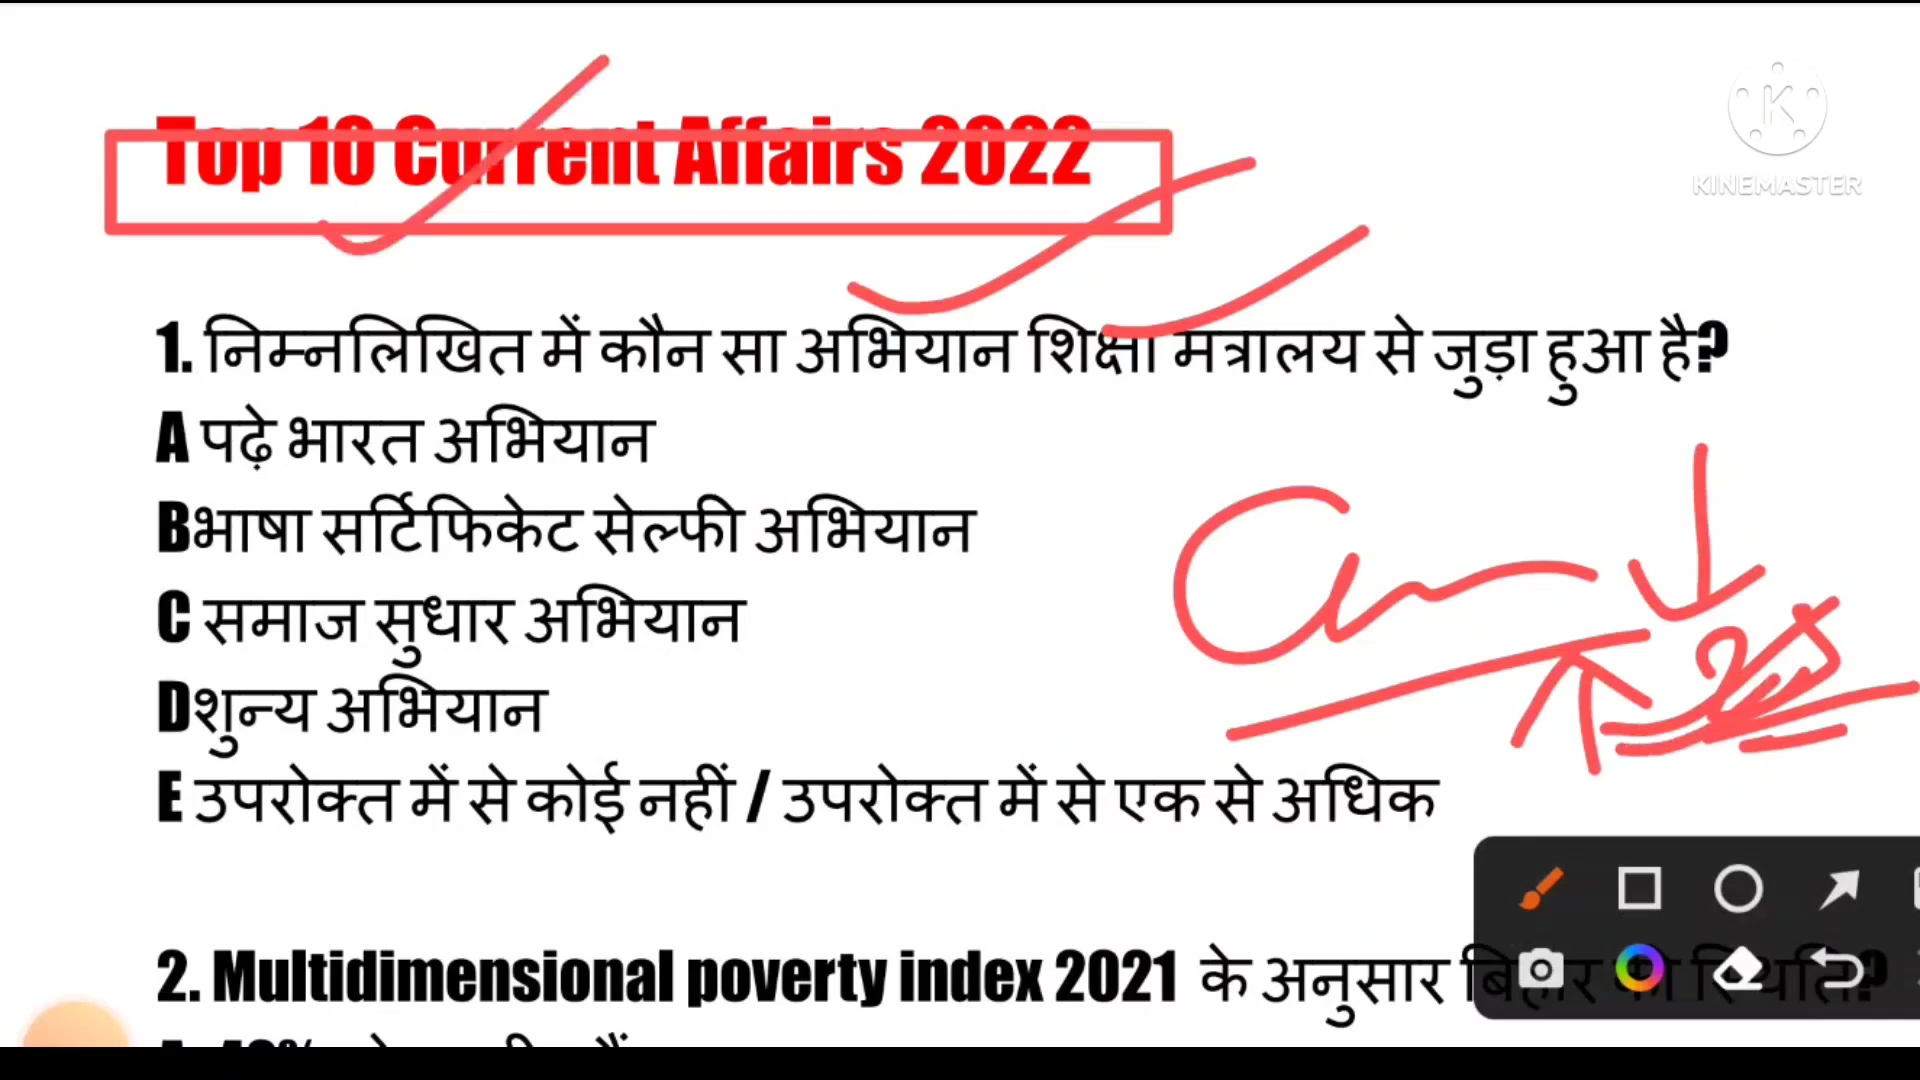 Top 10 Current Affairs 2022
KINEMASTER
1. निम्नलिखित में कौन सा अभियान शिक्षा मत्रालय से जुड़ा हुआ है?
A पढ़े भारत अभियान
Bभाषा सर्टिफिकेट सेल्फी अभियान
C समाज सुधार अभियान
Dशुन्य अभियान
E उपरोक्त में से कोई नहीं / उपरोक्त में से एक से अधिक
2. Multidimensional poverty index 2021 के अनुसार बिहार की स्थिति?